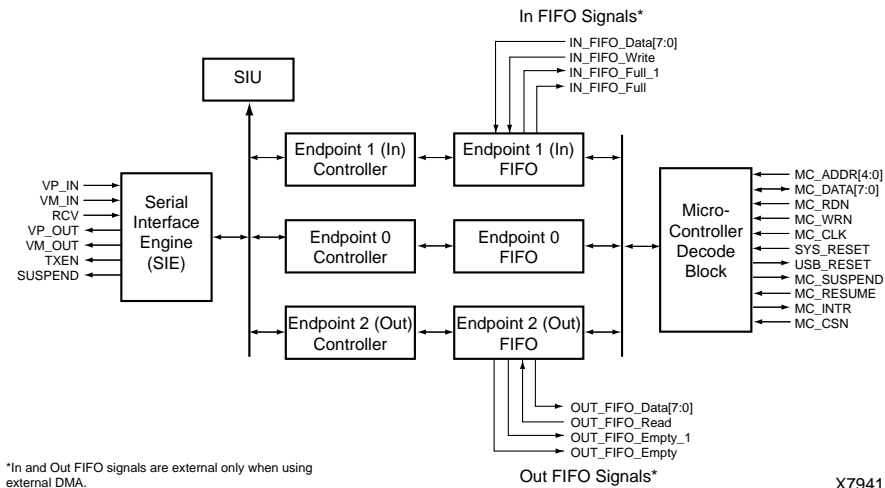 In FIFO Signals*
IN_FIFO_Data[7:0]
IN_FIFO_Write
IN_FIFO_Full_1
IN_FIFO_Full
SIU
Endpoint 1 (In)
Controller
Endpoint 1 (In)
FIFO
VP_IN
VM_IN
RCV
VP_OUT
VM_OUT
TXEN
SUSPEND
Serial
Interface
Engine
(SIE)
Endpoint 0
Controller
Endpoint 0
FIFO
Micro-
Controller
Decode
Block
MC_ADDR[4:0]
MC_DATA[7:0]
MC_RDN
MC_WRN
MC_CLK
SYS_RESET
USB_RESET
MC_SUSPEND
MC_RESUME
MC_INTR
MC_CSN
Endpoint 2 (Out)
Controller
Endpoint 2 (Out)
FIFO
OUT_FIFO_Data[7:0]
OUT_FIFO_Read
OUT_FIFO_Empty_1
OUT_FIFO_Empty
Out FIFO Signals*
*In and Out FIFO signals are external only when using
external DMA.
X7941